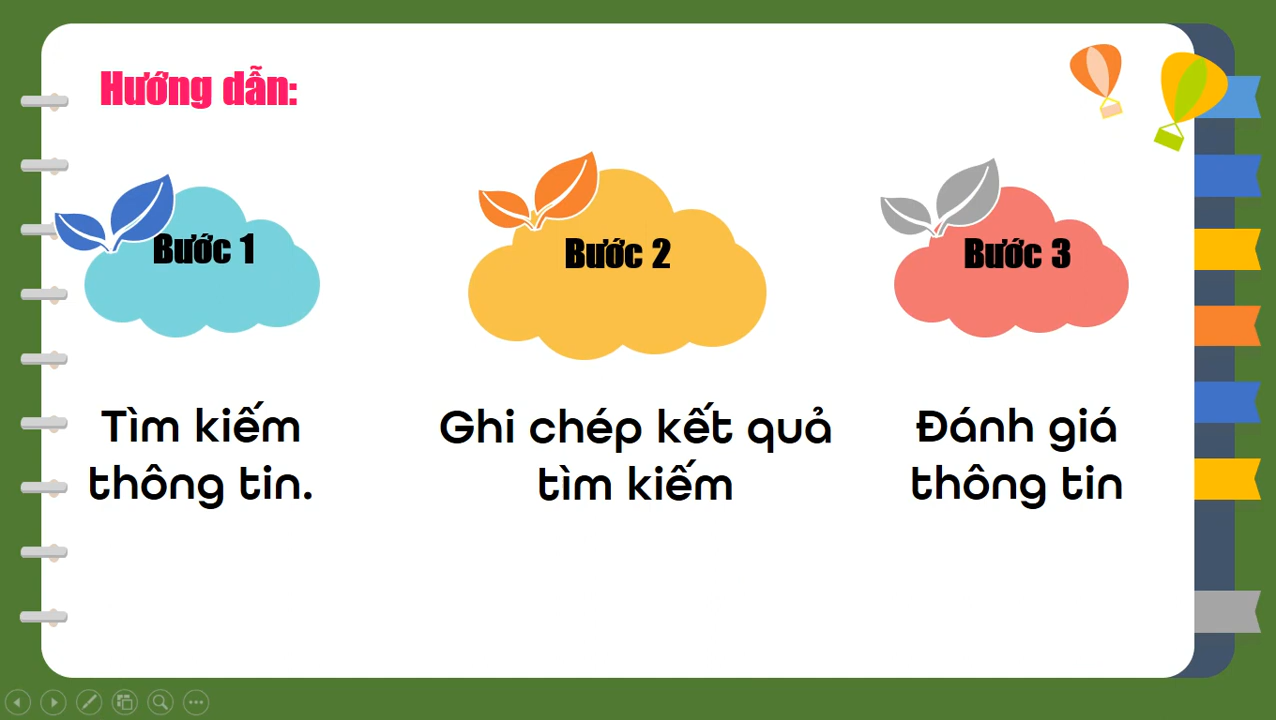 Hướng dẫn:
Bước 1
Bước 2
Bước 3
Tìm kiếm
thông tin.
Ghi chép kết quả
tìm kiếm
Đánh giá
thông tin